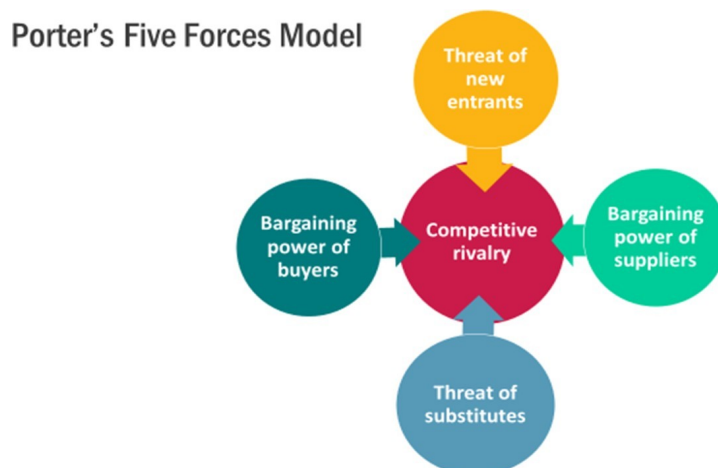 Porter's Five Forces Model
Threat of
new
entrants
Bargaining
power of
buyers
Competitive
rivalry
Bargaining
power of
suppliers
Threat of
substitutes